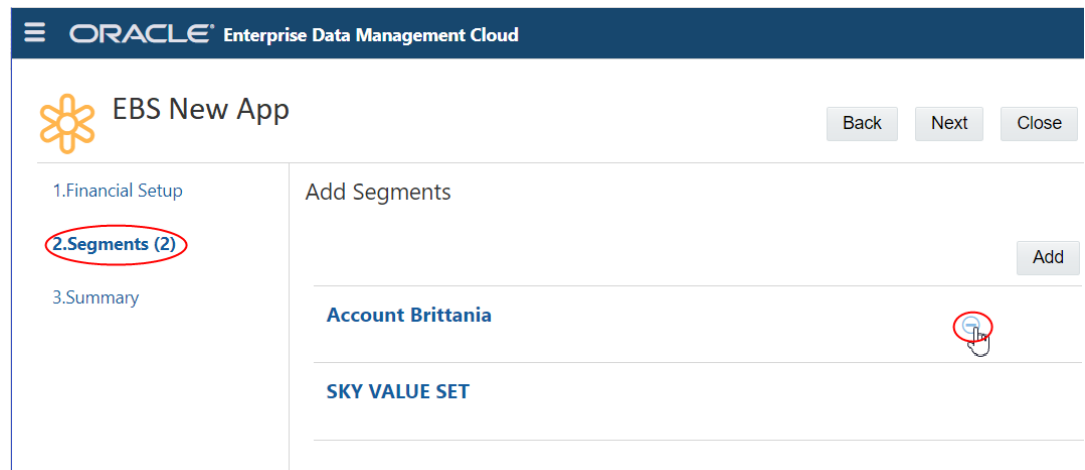 ORACLE® Enterprise Data Management Cloud
EBS New App
Back Next Close
1.Financial Setup
2.Segments (2)
3.Summary
Add Segments
Add
Account Brittania
SKY VALUE SET